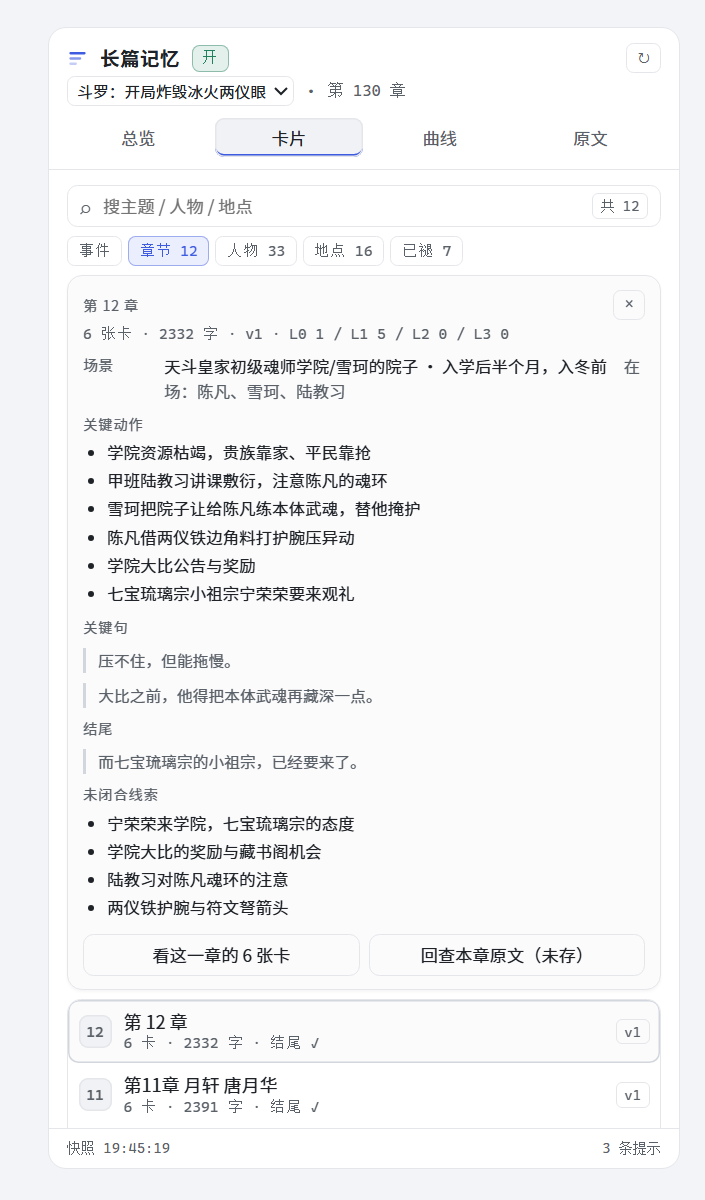 长篇记忆 开 ↻
斗罗：开局炸毁冰火两仪眼 · 第 130 章
总览 卡片 曲线 原文
搜主题 / 人物 / 地点 共 12
事件 章节 12 人物 33 地点 16 已褪 7
第 12 章 ×
6 张卡 · 2332 字 · v1 · L0 1 / L1 5 / L2 0 / L3 0
场景 天斗皇家初级魂师学院/雪珂的院子 · 入学后半个月，入冬前 在
场：陈凡、雪珂、陆教习
关键动作
• 学院资源枯竭，贵族靠家、平民靠抢
• 甲班陆教习讲课敷衍，注意陈凡的魂环
• 雪珂把院子让给陈凡练本体武魂，替他掩护
• 陈凡借两仪铁边角料打护腕压异动
• 学院大比公告与奖励
• 七宝琉璃宗小祖宗宁荣荣要来观礼
关键句
压不住，但能拖慢。
大比之前，他得把本体武魂再藏深一点。
结尾
而七宝琉璃宗的小祖宗，已经要来了。
未闭合线索
• 宁荣荣来学院，七宝琉璃宗的态度
• 学院大比的奖励与藏书阁机会
• 陆教习对陈凡魂环的注意
• 两仪铁护腕与符文弩箭头
看这一章的 6 张卡 回查本章原文（未存）
12 第 12 章 v1
6 卡 · 2332 字 · 结尾 ✓
11 第11章 月轩 唐月华 v1
6 卡 · 2391 字 · 结尾 ✓
快照 19:45:19 3 条提示